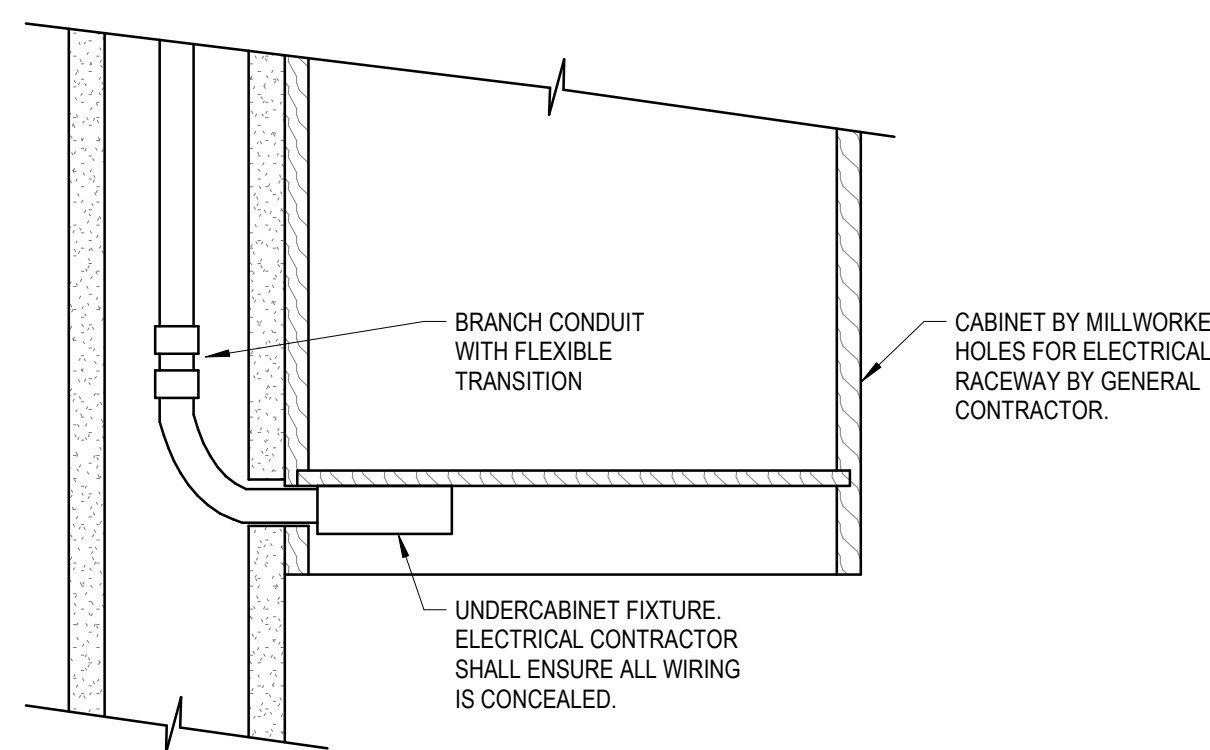 BRANCH CONDUIT
WITH FLEXIBLE
TRANSITION
CABINET BY MILLWORKE
HOLES FOR ELECTRICAL
RACEWAY BY GENERAL
CONTRACTOR.
UNDERCABINET FIXTURE.
ELECTRICAL CONTRACTOR
SHALL ENSURE ALL WIRING
IS CONCEALED.